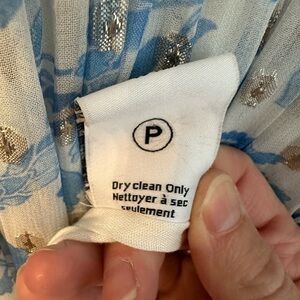 P
Dry clean Only
Nettoyer à sec
seulement